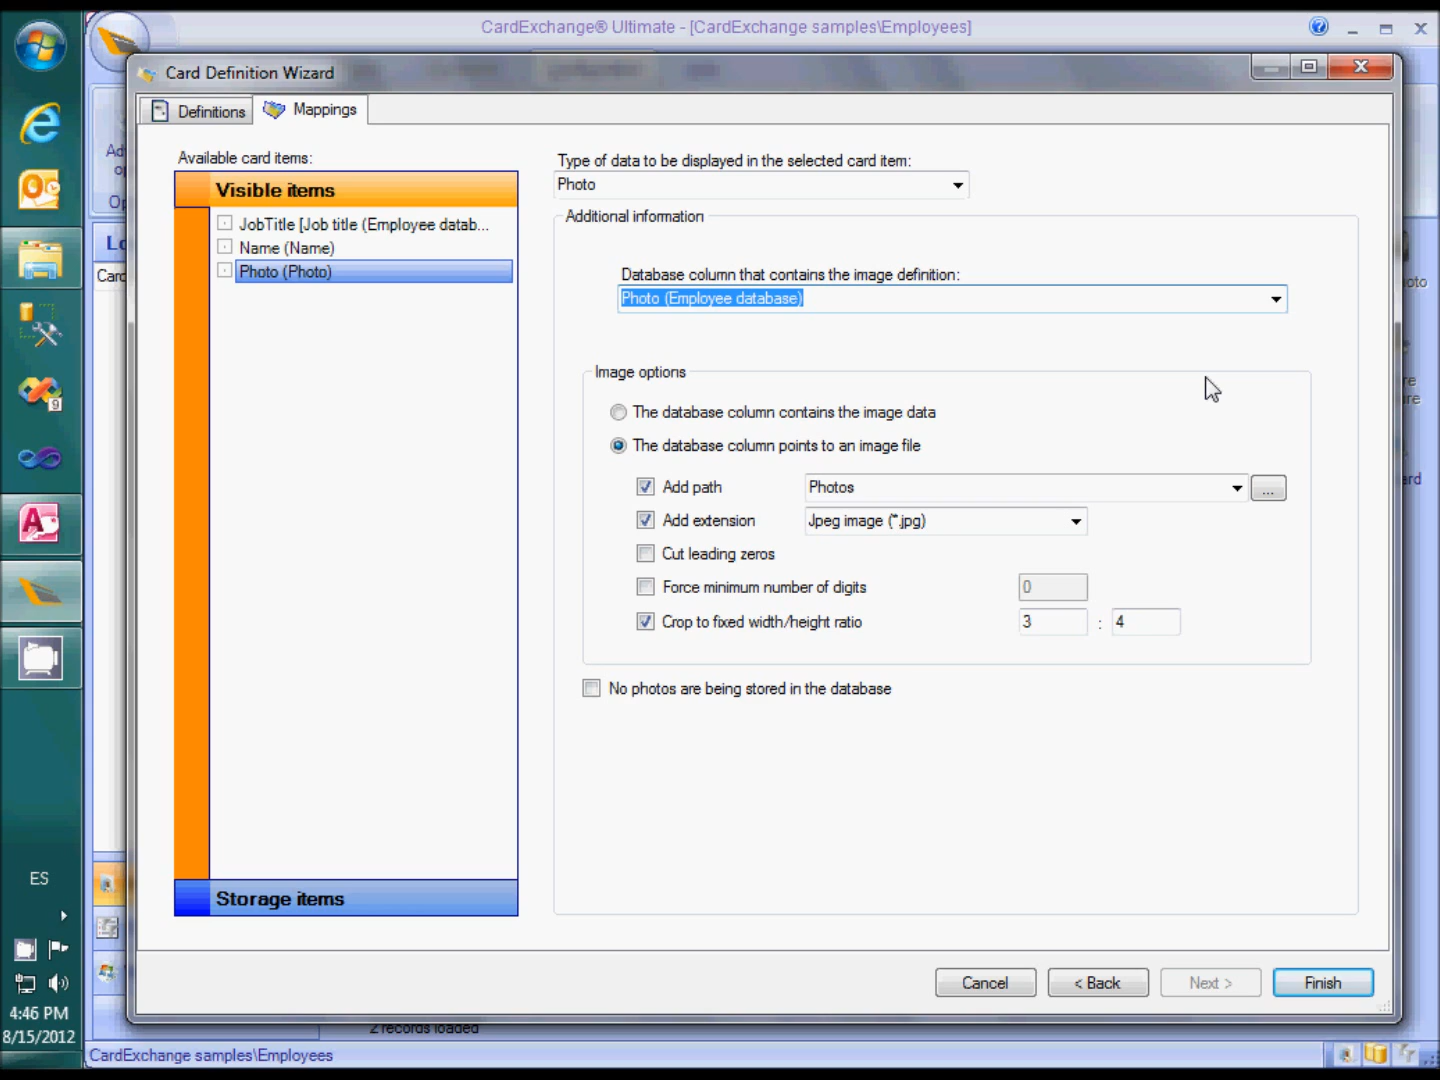 CardExchange® Ultimate - [CardExchange samples\Employees]
Card Definition Wizard
Definitions
Mappings
Available card items:
Visible items
JobTitle [Job title (Employee datab...
Name (Name)
Photo (Photo)
Storage items
Type of data to be displayed in the selected card item:
Photo
Additional information
Database column that contains the image definition:
Photo (Employee database)
Image options
The database column contains the image data
The database column points to an image file
Add path
Photos
...
Add extension
Jpeg image (*.jpg)
Cut leading zeros
Force minimum number of digits
0
Crop to fixed width/height ratio
3 : 4
No photos are being stored in the database
Cancel
< Back
Next >
Finish
2 records loaded
CardExchange samples\Employees
ES
4:46 PM
8/15/2012